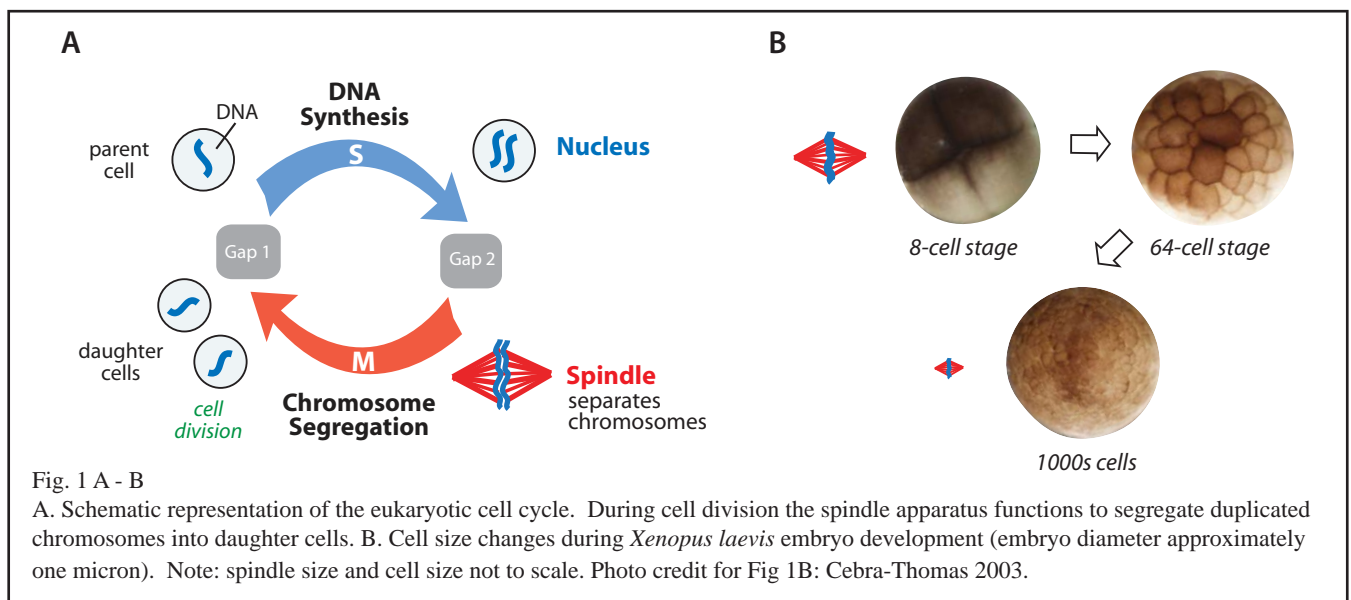 A
DNA
Synthesis
DNA
parent
cell
S
Nucleus
Gap 1
Gap 2
daughter
cells
M
cell
division
Chromosome
Segregation
Spindle
separates
chromosomes
B
8-cell stage
64-cell stage
1000s cells
Fig. 1 A - B
A. Schematic representation of the eukaryotic cell cycle.  During cell division the spindle apparatus functions to segregate duplicated
chromosomes into daughter cells. B. Cell size changes during Xenopus laevis embryo development (embryo diameter approximately
one micron).  Note: spindle size and cell size not to scale. Photo credit for Fig 1B: Cebra-Thomas 2003.